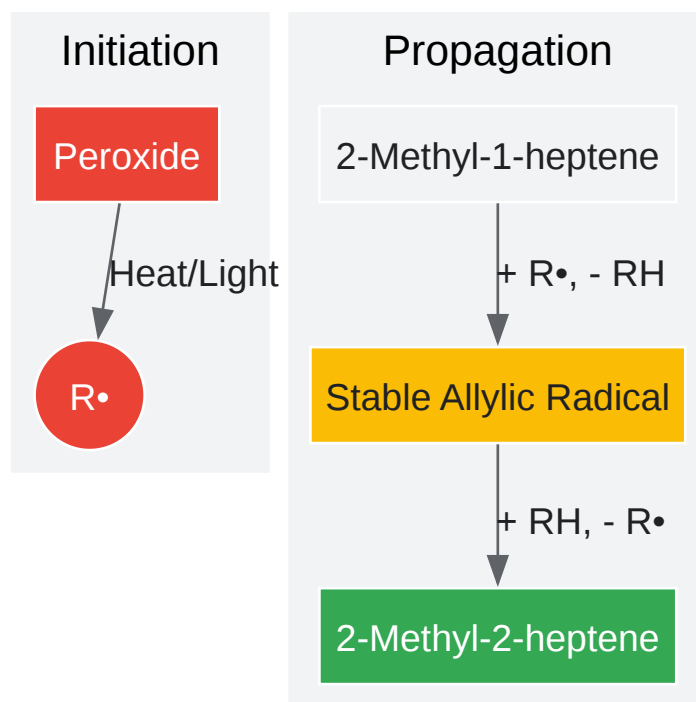 Initiation
Peroxide
Heat/Light
R•
Propagation
2-Methyl-1-heptene
+ R•, - RH
Stable Allylic Radical
+ RH, - R•
2-Methyl-2-heptene